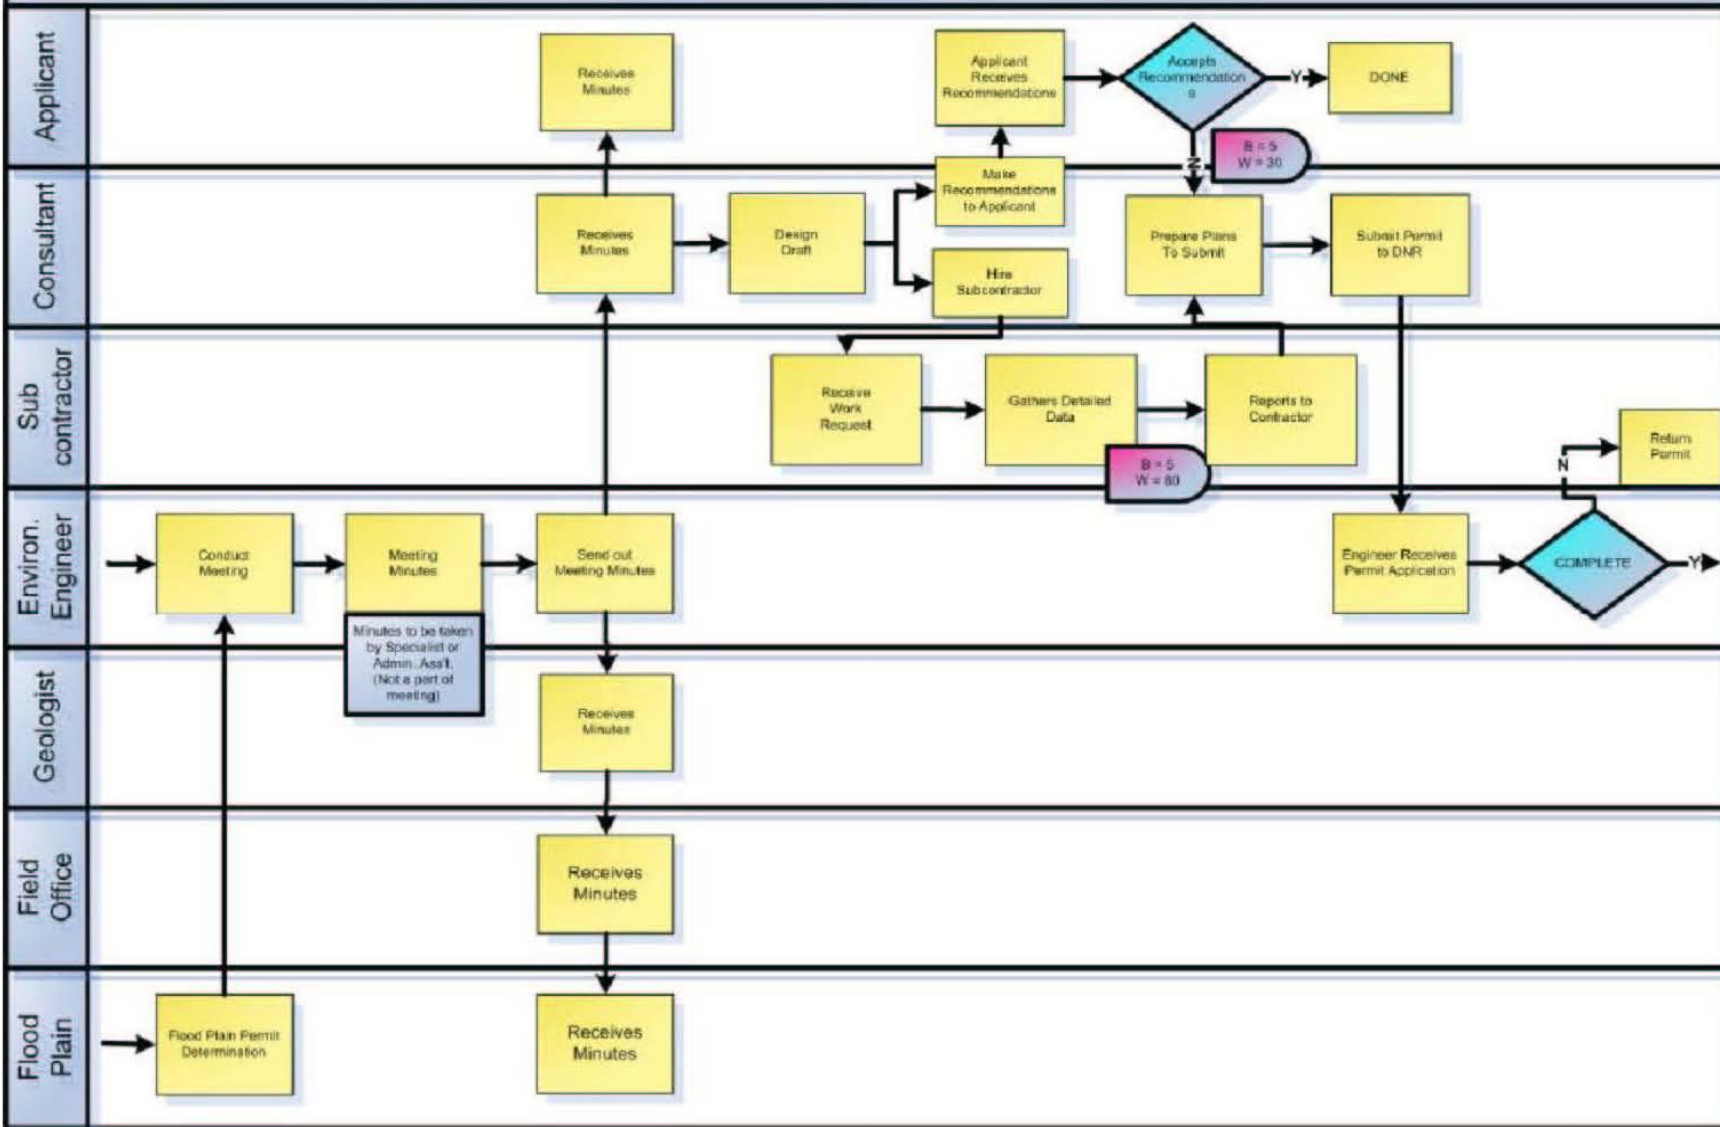 Applicant
Receives
Minutes
Applicant
Receives
Recommendations
Accepts
Recommendation
s
Y
DONE
N
B = 5
W = 30
Consultant
Receives
Minutes
Design
Draft
Make
Recommendations
to Applicant
Hire
Subcontractor
Prepare Plans
To Submit
Submit Permit
to DNR
Sub
contractor
Receive
Work
Request
Gathers Detailed
Data
B = 5
W = 80
Reports to
Contractor
Return
Permit
N
Environ.
Engineer
Conduct
Meeting
Meeting
Minutes
Send out
Meeting Minutes
Engineer Receives
Permit Application
COMPLETE
Y
Minutes to be taken
by Specialist or
Admin. Ass't.
(Not a part of
meeting)
Geologist
Receives
Minutes
Field
Office
Receives
Minutes
Flood
Plain
Flood Plain Permit
Determination
Receives
Minutes